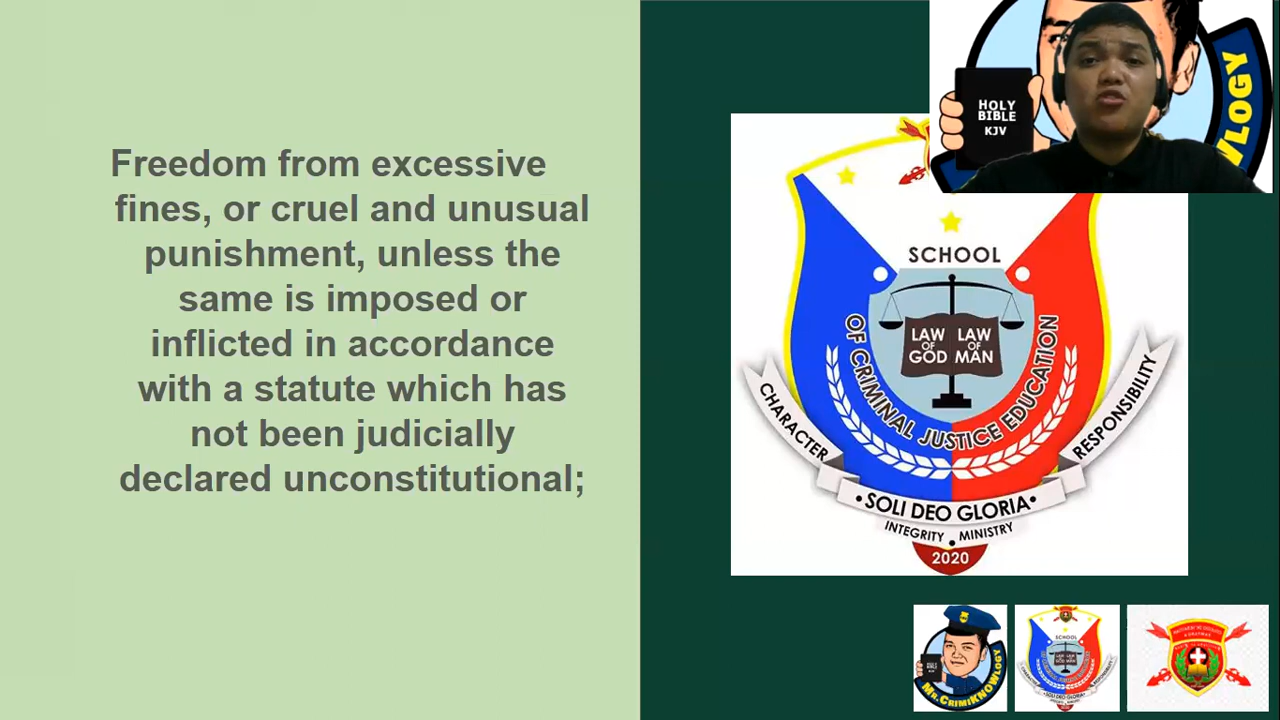 Freedom from excessive
fines, or cruel and unusual
punishment, unless the
same is imposed or
inflicted in accordance
with a statute which has
not been judicially
declared unconstitutional;
HOLY
BIBLE
KJV
VLOGY
SCHOOL
OF CRIMINAL JUSTICE EDUCATION
LAW OF GOD
LAW OF MAN
CHARACTER
RESPONSIBILITY
•SOLI DEO GLORIA•
INTEGRITY • MINISTRY
2020
MR.CRIMIKNOWLOGY
SCHOOL